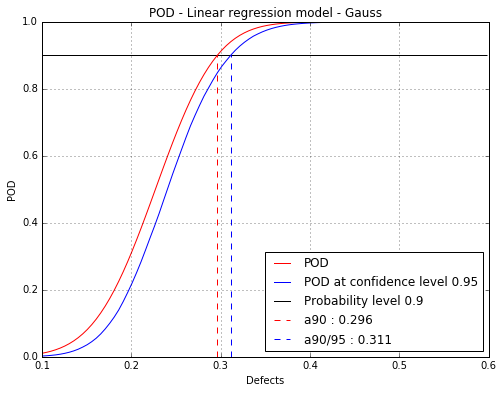 POD - Linear regression model - Gauss
1.0
0.8
0.6
0.4
0.2
0.0
POD
0.1
0.2
0.3
0.4
0.5
0.6
Defects
POD
POD at confidence level 0.95
Probability level 0.9
a90 : 0.296
a90/95 : 0.311